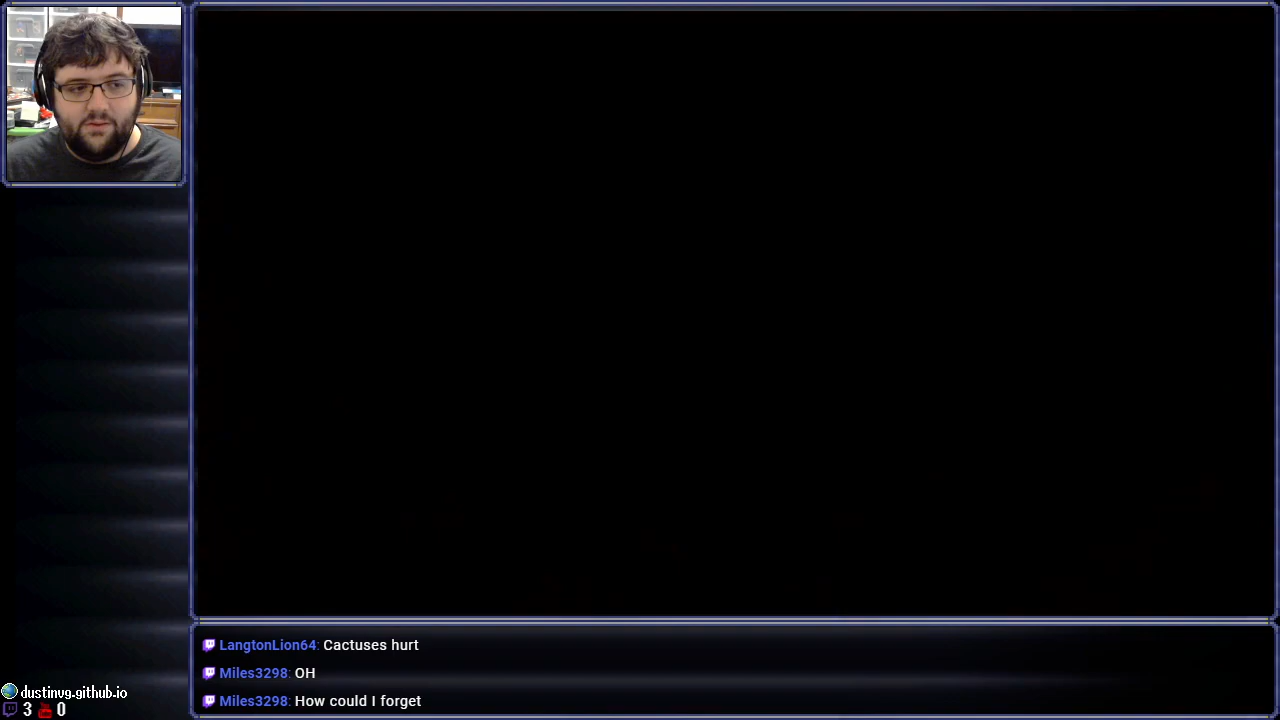 LangtonLion64: Cactuses hurt
Miles3298: OH
Miles3298: How could I forget
dustinvg.github.io
3 0